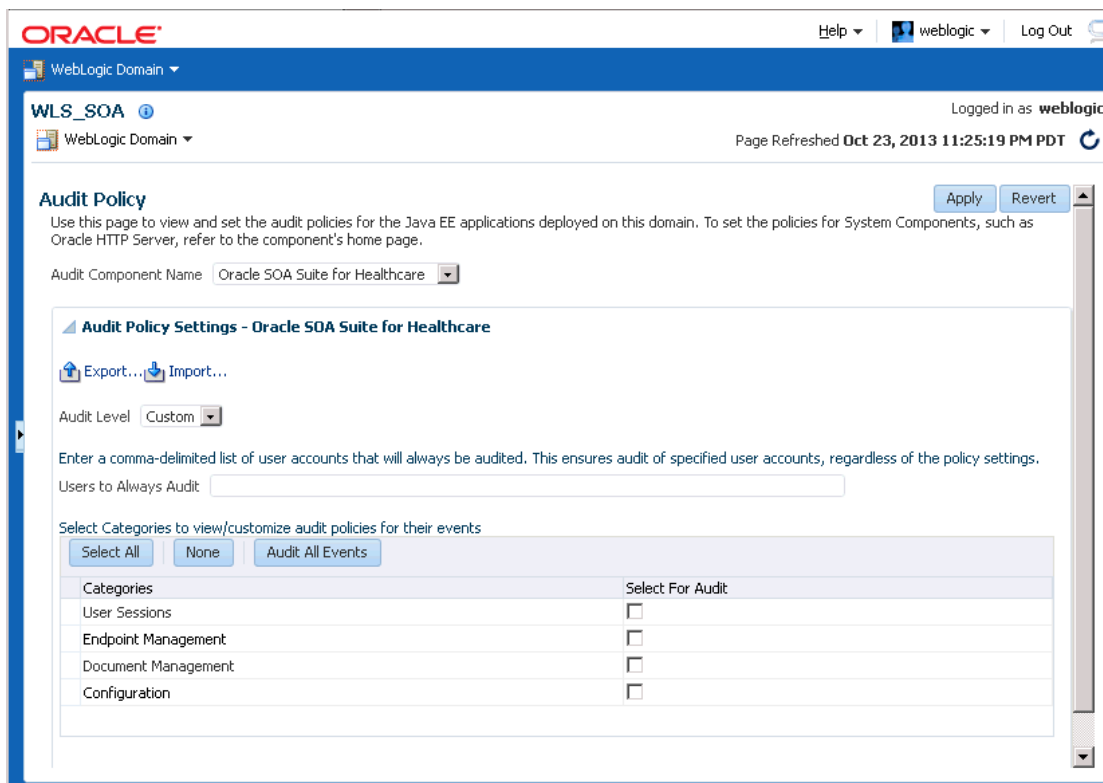 ORACLE
Help weblogic Log Out
WebLogic Domain
WLS_SOA
Logged in as weblogic
WebLogic Domain
Page Refreshed Oct 23, 2013 11:25:19 PM PDT
Audit Policy
Apply Revert
Use this page to view and set the audit policies for the Java EE applications deployed on this domain. To set the policies for System Components, such as
Oracle HTTP Server, refer to the component's home page.
Audit Component Name Oracle SOA Suite for Healthcare
Audit Policy Settings - Oracle SOA Suite for Healthcare
Export... Import...
Audit Level Custom
Enter a comma-delimited list of user accounts that will always be audited. This ensures audit of specified user accounts, regardless of the policy settings.
Users to Always Audit
Select Categories to view/customize audit policies for their events
Select All None Audit All Events
Categories Select For Audit
User Sessions
Endpoint Management
Document Management
Configuration